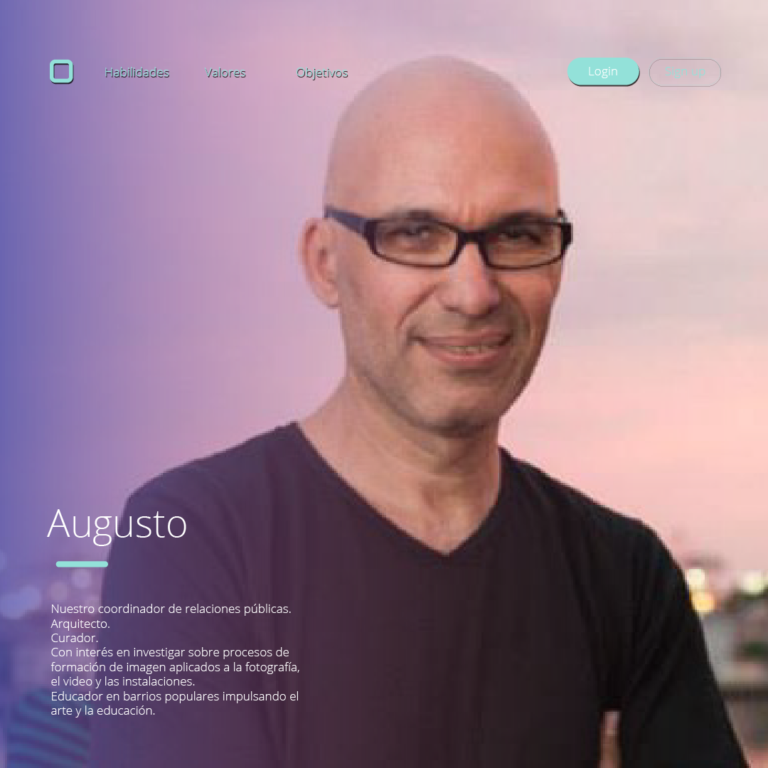 Habilidades Valores Objetivos Login
Augusto
Nuestro coordinador de relaciones públicas.
Arquitecto.
Curador.
Con interés en investigar sobre procesos de
formación de imagen aplicados a la fotografía,
el video y las instalaciones.
Educador en barrios populares impulsando el
arte y la educación.